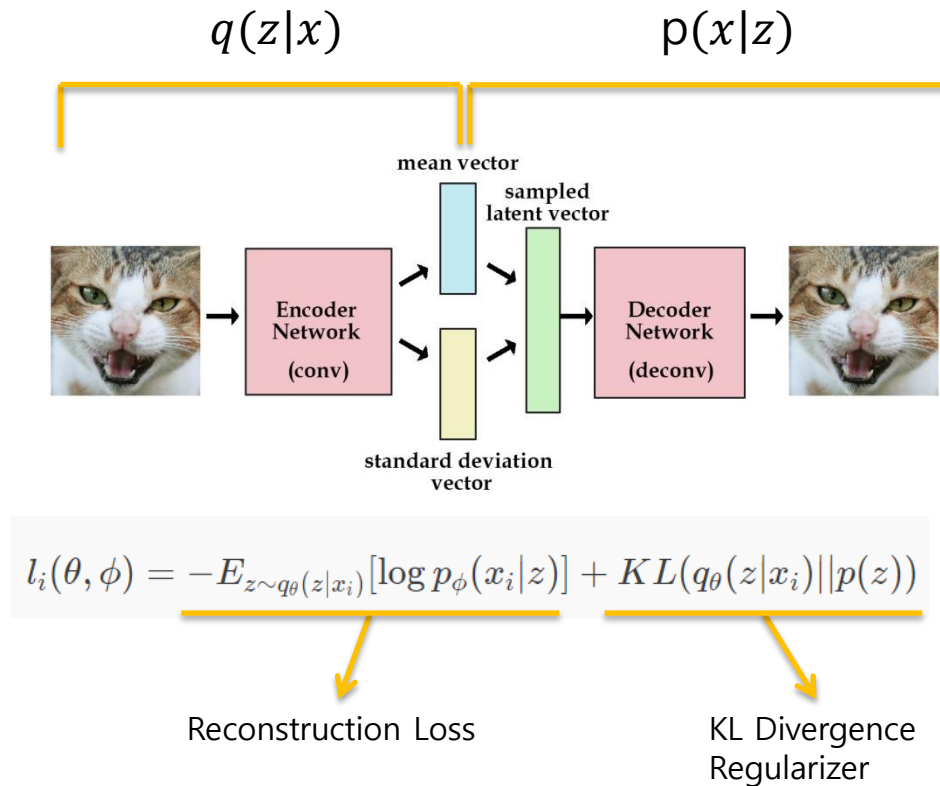 q(z|x)
p(x|z)
mean vector
sampled
latent vector
Encoder
Network
(conv)
Decoder
Network
(deconv)
standard deviation
vector
l_i(θ, ϕ) = −E_{z∼q_θ(z|x_i)}[log p_ϕ(x_i|z)] + KL(q_θ(z|x_i)||p(z))
Reconstruction Loss
KL Divergence
Regularizer